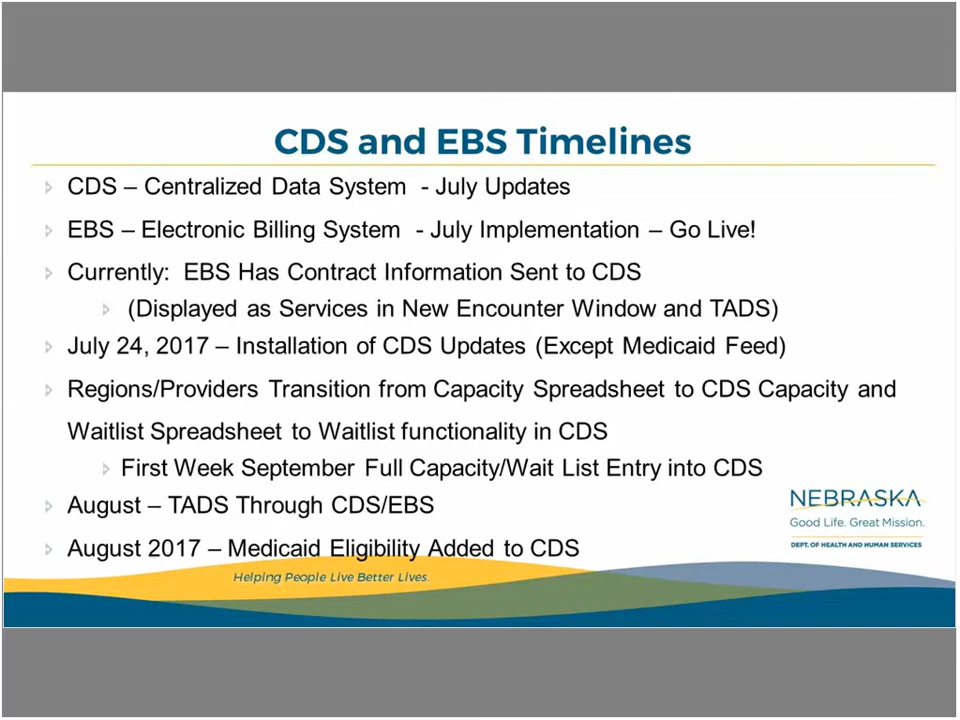 CDS and EBS Timelines
CDS – Centralized Data System - July Updates
EBS – Electronic Billing System - July Implementation – Go Live!
Currently: EBS Has Contract Information Sent to CDS
(Displayed as Services in New Encounter Window and TADS)
July 24, 2017 – Installation of CDS Updates (Except Medicaid Feed)
Regions/Providers Transition from Capacity Spreadsheet to CDS Capacity and
Waitlist Spreadsheet to Waitlist functionality in CDS
First Week September Full Capacity/Wait List Entry into CDS
August – TADS Through CDS/EBS
August 2017 – Medicaid Eligibility Added to CDS
NEBRASKA
Good Life. Great Mission.
DEPT. OF HEALTH AND HUMAN SERVICES
Helping People Live Better Lives.